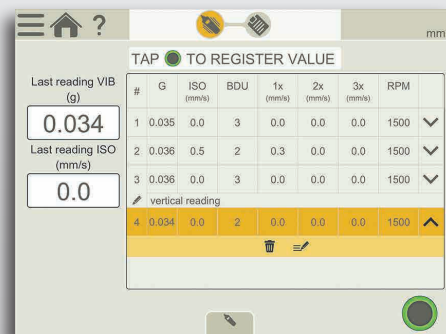 ?
mm
TAP TO REGISTER VALUE
Last reading VIB
(g)
0.034
Last reading ISO
(mm/s)
0.0
# G ISO (mm/s) BDU 1x (mm/s) 2x (mm/s) 3x (mm/s) RPM
1 0.035 0.0 3 0.0 0.0 0.0 1500
2 0.036 0.5 2 0.3 0.0 0.0 1500
3 0.036 0.0 3 0.0 0.0 0.0 1500
vertical reading
4 0.034 0.0 2 0.0 0.0 0.0 1500